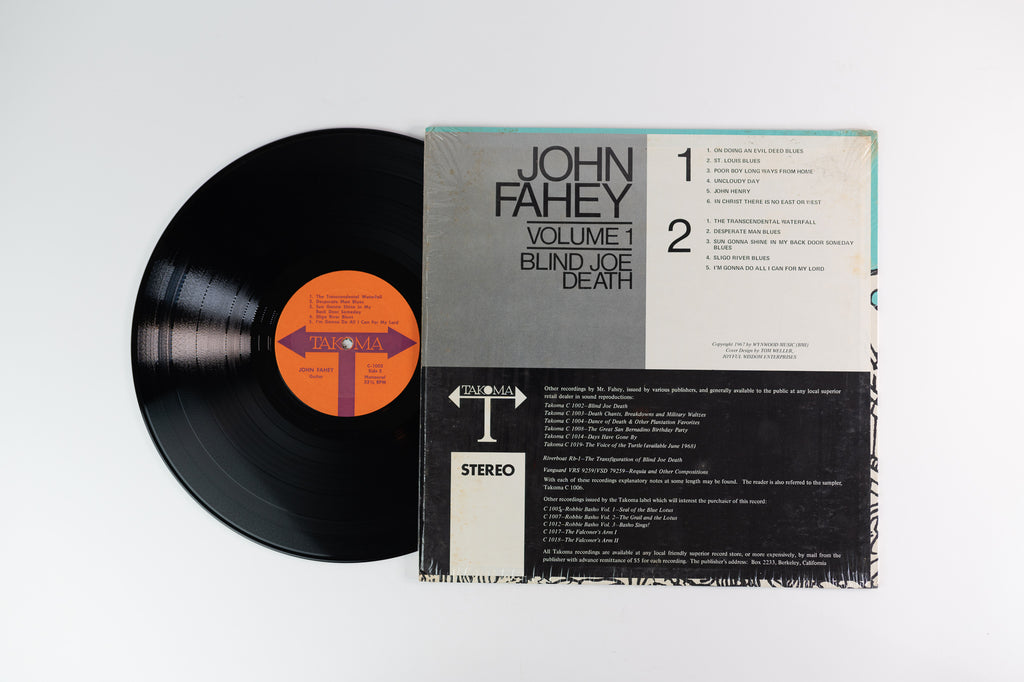 1. The Transcendental Waterfall
2. Desperate Man Blues
3. Sun Gonna Shine In My
Back Door Someday
4. Sligo River Blues
5. I'm Gonna Do All I Can For My Lord
TAKOMA
JOHN FAHEY
Guitar
C-1002
Side 2
Monaural
33⅓ RPM
JOHN
FAHEY
VOLUME 1
BLIND JOE
DEATH
1
1. ON DOING AN EVIL DEED BLUES
2. ST. LOUIS BLUES
3. POOR BOY LONG WAYS FROM HOME
4. UNCLOUDY DAY
5. JOHN HENRY
6. IN CHRIST THERE IS NO EAST OR WEST
2
1. THE TRANSCENDENTAL WATERFALL
2. DESPERATE MAN BLUES
3. SUN GONNA SHINE IN MY BACK DOOR SOMEDAY
BLUES
4. SLIGO RIVER BLUES
5. I'M GONNA DO ALL I CAN FOR MY LORD
Copyright 1967 by WYNWOOD MUSIC (BMI)
Cover Design by TOM WELLER,
JOYFUL WISDOM ENTERPRISES
TAKOMA
STEREO
Other recordings by Mr. Fahey, issued by various publishers, and generally available to the public at any local superior
retail dealer in sound reproductions:
Takoma C 1002—Blind Joe Death
Takoma C 1003—Death Chants, Breakdowns and Military Waltzes
Takoma C 1004—Dance of Death & Other Plantation Favorites
Takoma C 1008—The Great San Bernadino Birthday Party
Takoma C 1014—Days Have Gone By
Takoma C 1019-The Voice of the Turtle (available June 1968)
Riverboat Rb-1—The Transfiguration of Blind Joe Death
Vanguard VRS 9259/VSD 79259—Requia and Other Compositions
With each of these recordings explanatory notes at some length may be found. The reader is also referred to the sampler,
Takoma C 1006.
Other recordings issued by the Takoma label which will interest the purchaser of this record:
C 1005—Robbie Basho Vol. 1—Seal of the Blue Lotus
C 1007—Robbie Basho Vol. 2—The Grail and the Lotus
C 1012—Robbie Basho Vol. 3—Basho Sings!
C 1017—The Falconer's Arm I
C 1018—The Falconer's Arm II
All Takoma recordings are available at any local friendly superior record store, or more expensively, by mail from the
publisher with advance remittance of $5 for each recording. The publisher's address: Box 2233, Berkeley, California